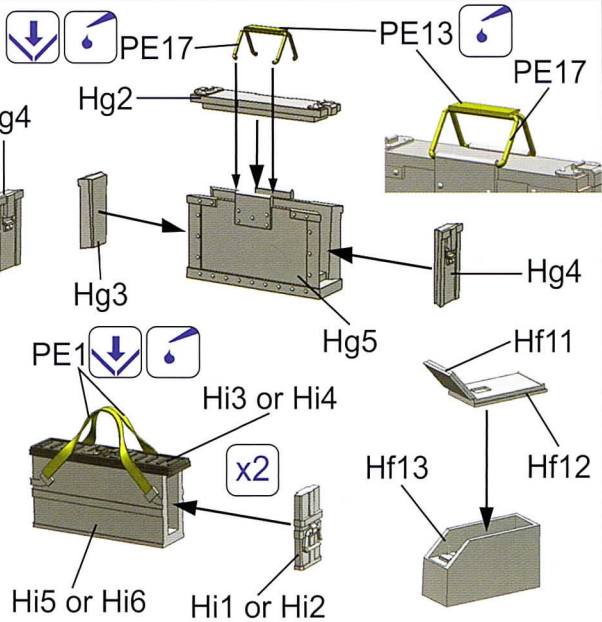 PE17
PE13
PE17
Hg2
g4
Hg3
Hg4
Hg5
PE1
Hf11
Hi3 or Hi4
x2
Hf13
Hf12
Hi5 or Hi6
Hi1 or Hi2